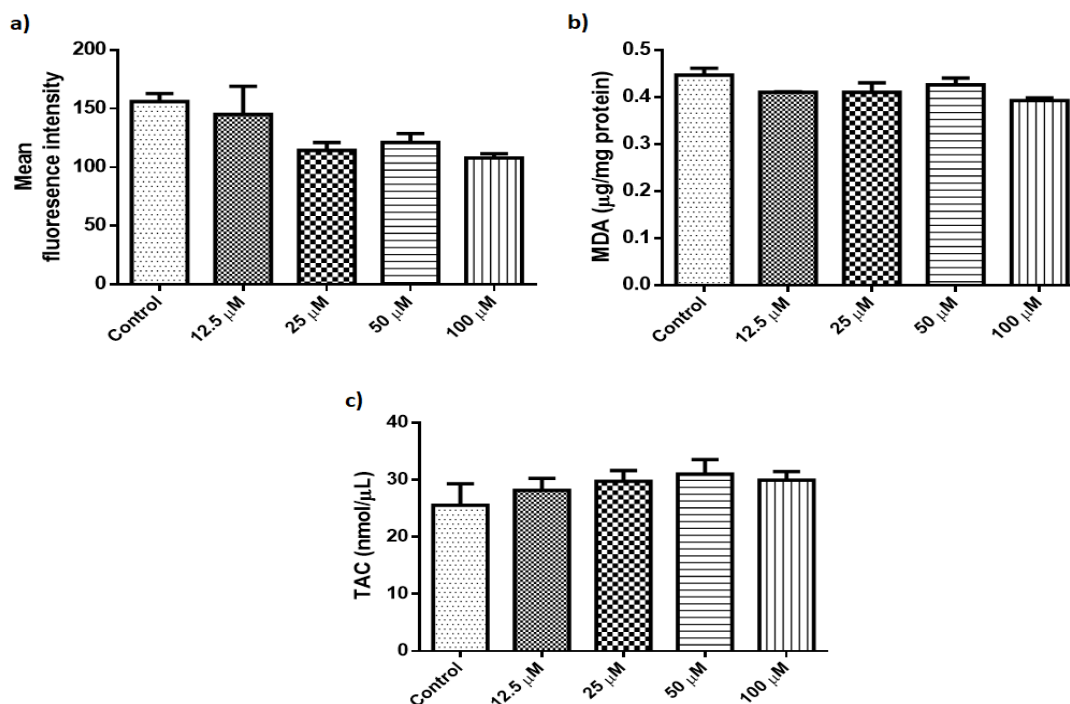 a)
Mean
fluoresence intensity
200
150
100
50
0
Control
12.5 µM
25 µM
50 µM
100 µM
b)
MDA (µg/mg protein)
0.5
0.4
0.3
0.2
0.1
0.0
Control
12.5 µM
25 µM
50 µM
100 µM
c)
TAC (nmol/µL)
40
30
20
10
0
Control
12.5 µM
25 µM
50 µM
100 µM